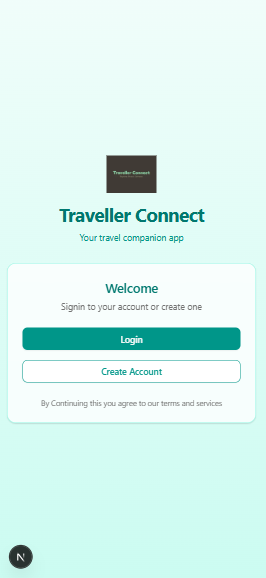 Traveller Connect
Traveller Connect
Your travel companion app
Welcome
Signin to your account or create one
Login
Create Account
By Continuing this you agree to our terms and services
N